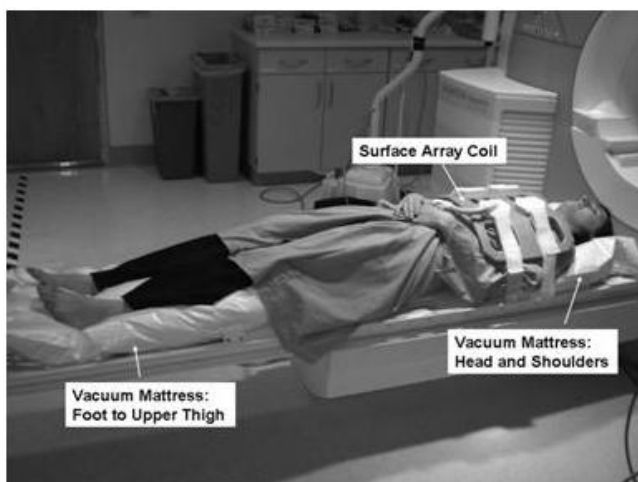 Surface Array Coil
Vacuum Mattress:
Head and Shoulders
Vacuum Mattress:
Foot to Upper Thigh